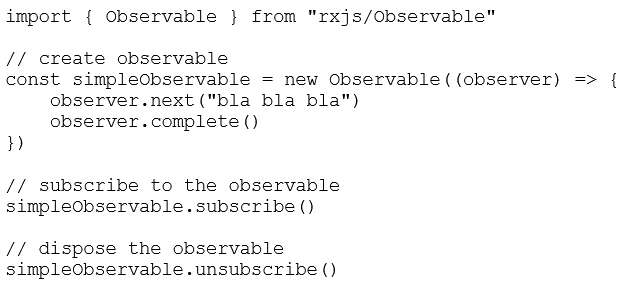 import { Observable } from "rxjs/Observable"
// create observable
const simpleObservable = new Observable((observer) => {
    observer.next("bla bla bla")
    observer.complete()
})
// subscribe to the observable
simpleObservable.subscribe()
// dispose the observable
simpleObservable.unsubscribe()